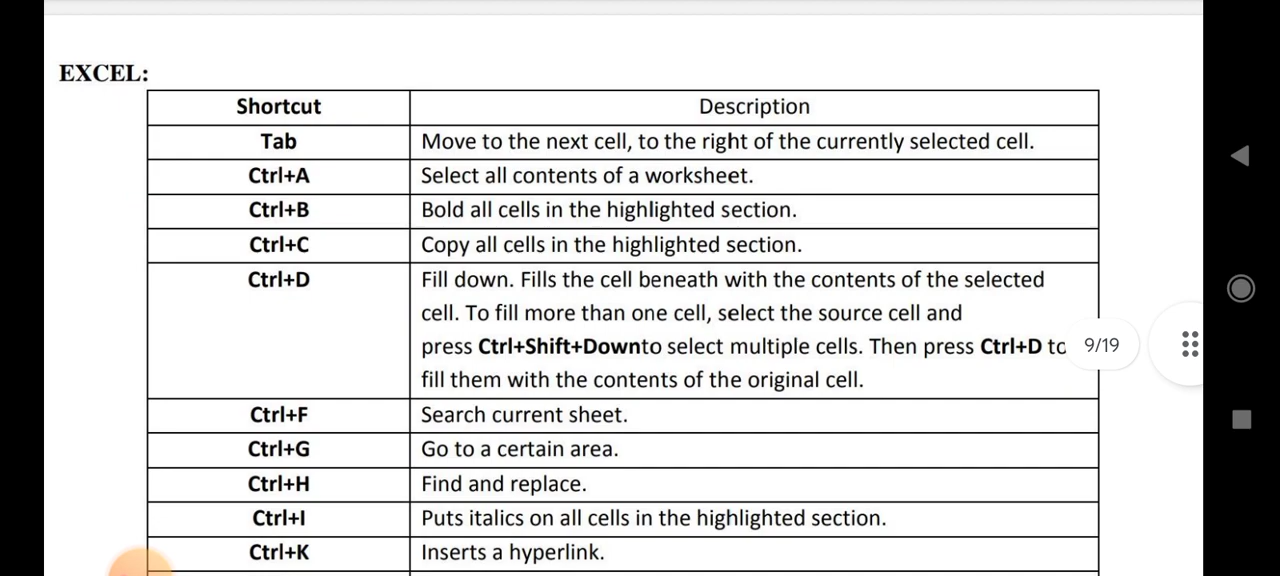 EXCEL:
Shortcut Description
Tab Move to the next cell, to the right of the currently selected cell.
Ctrl+A Select all contents of a worksheet.
Ctrl+B Bold all cells in the highlighted section.
Ctrl+C Copy all cells in the highlighted section.
Ctrl+D Fill down. Fills the cell beneath with the contents of the selected
cell. To fill more than one cell, select the source cell and
press Ctrl+Shift+Downto select multiple cells. Then press Ctrl+D to
fill them with the contents of the original cell.
9/19
Ctrl+F Search current sheet.
Ctrl+G Go to a certain area.
Ctrl+H Find and replace.
Ctrl+I Puts italics on all cells in the highlighted section.
Ctrl+K Inserts a hyperlink.